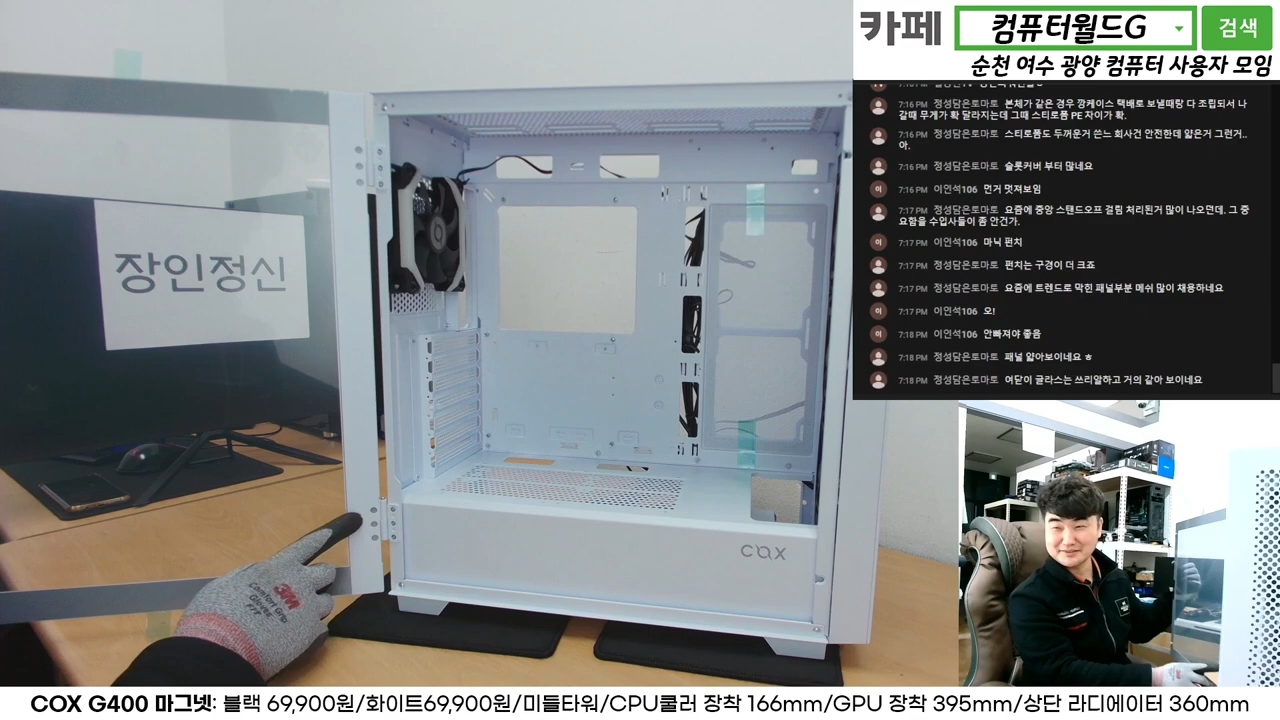 카페 컴퓨터월드G 검색
순천 여수 광양 컴퓨터 사용자 모임
7:16 PM 정성담은토마토 본체가 같은 경우 깡케이스 택배로 보낼때랑 다 조립되서 나
갈때 무게가 확 달라지는데 그때 스티로폼 PE 차이가 확.
7:16 PM 정성담은토마토 스티로폼도 두꺼운거 쓴느 회사건 안전한데 얇은거 그런거..
아.
7:16 PM 정성담은토마토 슬롯커버 부터 많네요
이 7:16 PM 이인석106 먼거 멋져보임
7:17 PM 정성담은토마토 요즘에 중앙 스탠드오프 걸림 처리된거 많이 나오던데. 그 중
요함을 수입사들이 좀 안건가.
이 7:17 PM 이인석106 마닉 펀치
7:17 PM 정성담은토마토 펀치는 구경이 더 크죠
7:17 PM 정성담은토마토 요즘에 트렌드로 막힌 패널부분 메쉬 많이 채용하네요
이 7:17 PM 이인석106 오!
이 7:18 PM 이인석106 안빠져야 좋음
7:18 PM 정성담은토마토 패널 얇아보이네요 ㅎ
7:18 PM 정성담은토마토 여닫이 글라스는 쓰리알하고 거의 같아 보이네요
장인정신
COX
3M
Comfort Grip
Gloves
COX G400 마그넷: 블랙 69,900원/화이트69,900원/미들타워/CPU쿨러 장착 166mm/GPU 장착 395mm/상단 라디에이터 360mm